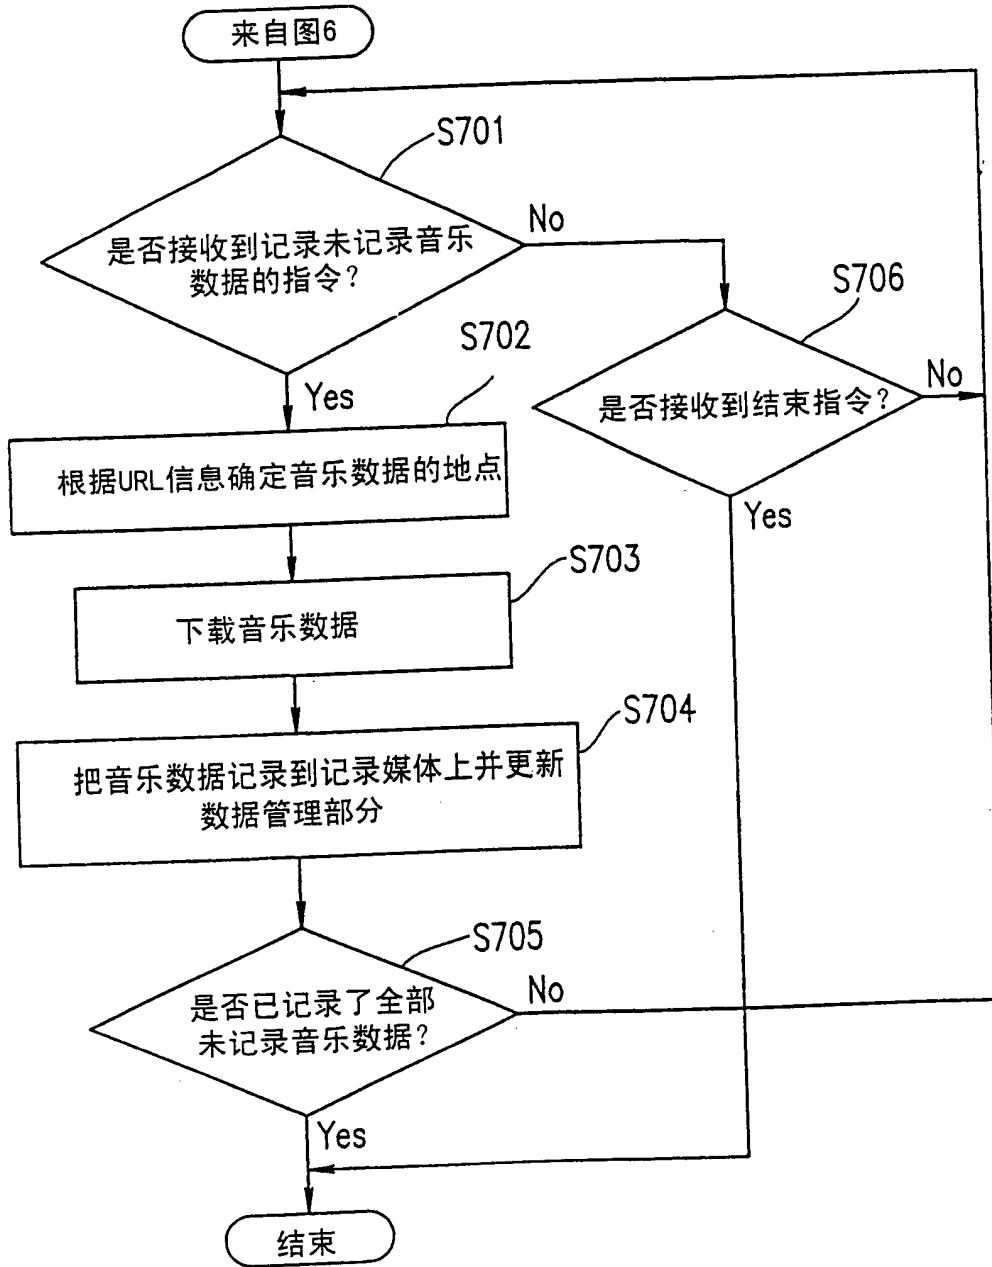 来自图6
S701
是否接收到记录未记录音乐
数据的指令?
No
Yes
S706
是否接收到结束指令?
No
Yes
S702
根据URL信息确定音乐数据的地点
S703
下载音乐数据
S704
把音乐数据记录到记录媒体上并更新
数据管理部分
S705
是否已记录了全部
未记录音乐数据?
No
Yes
结束